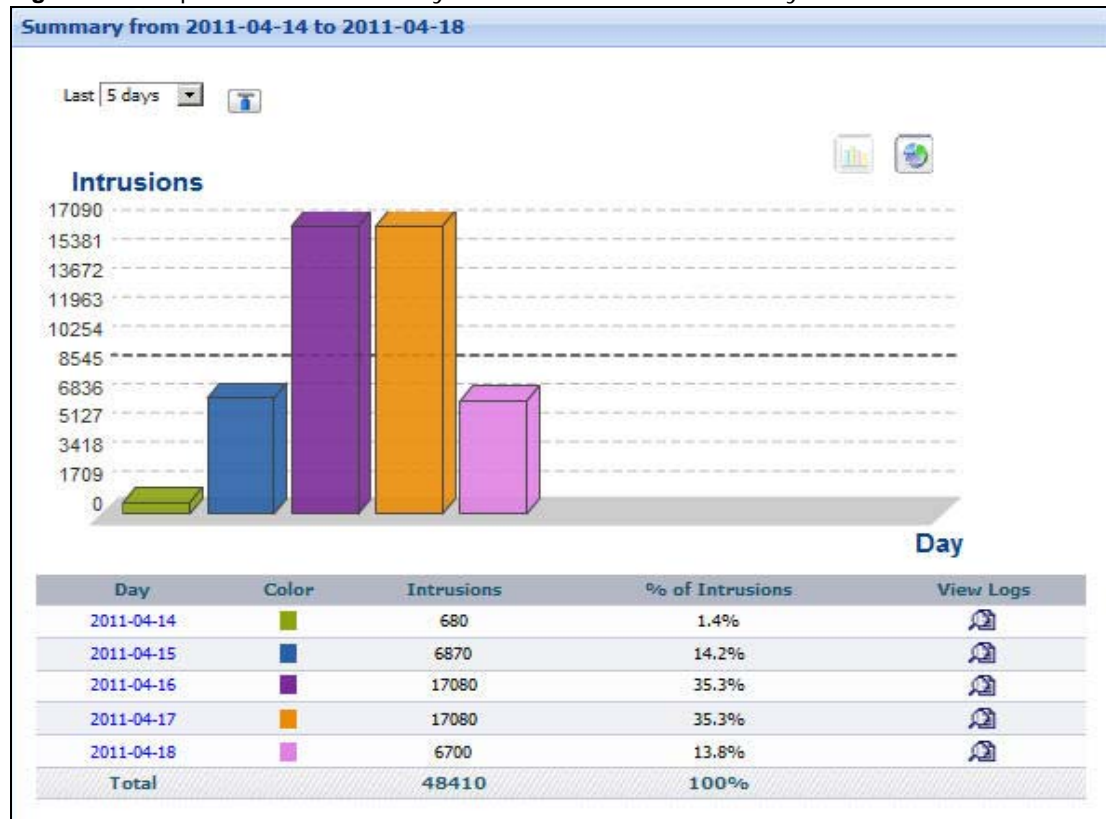 Summary from 2011-04-14 to 2011-04-18
Last 5 days
Intrusions
17090
15381
13672
11963
10254
8545
6836
5127
3418
1709
0
Day
Day Color Intrusions % of Intrusions View Logs
2011-04-14 680 1.4%
2011-04-15 6870 14.2%
2011-04-16 17080 35.3%
2011-04-17 17080 35.3%
2011-04-18 6700 13.8%
Total 48410 100%